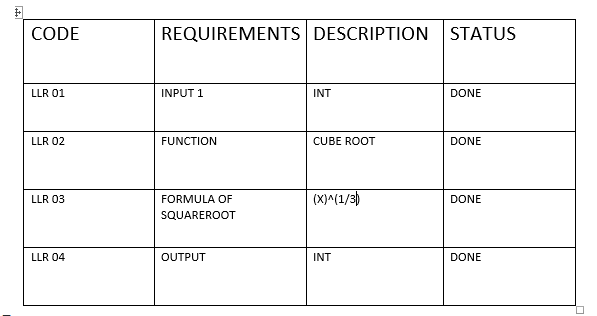 CODE REQUIREMENTS DESCRIPTION STATUS
LLR 01 INPUT 1 INT DONE
LLR 02 FUNCTION CUBE ROOT DONE
LLR 03 FORMULA OF (X)^(1/3) DONE
SQUAREROOT
LLR 04 OUTPUT INT DONE